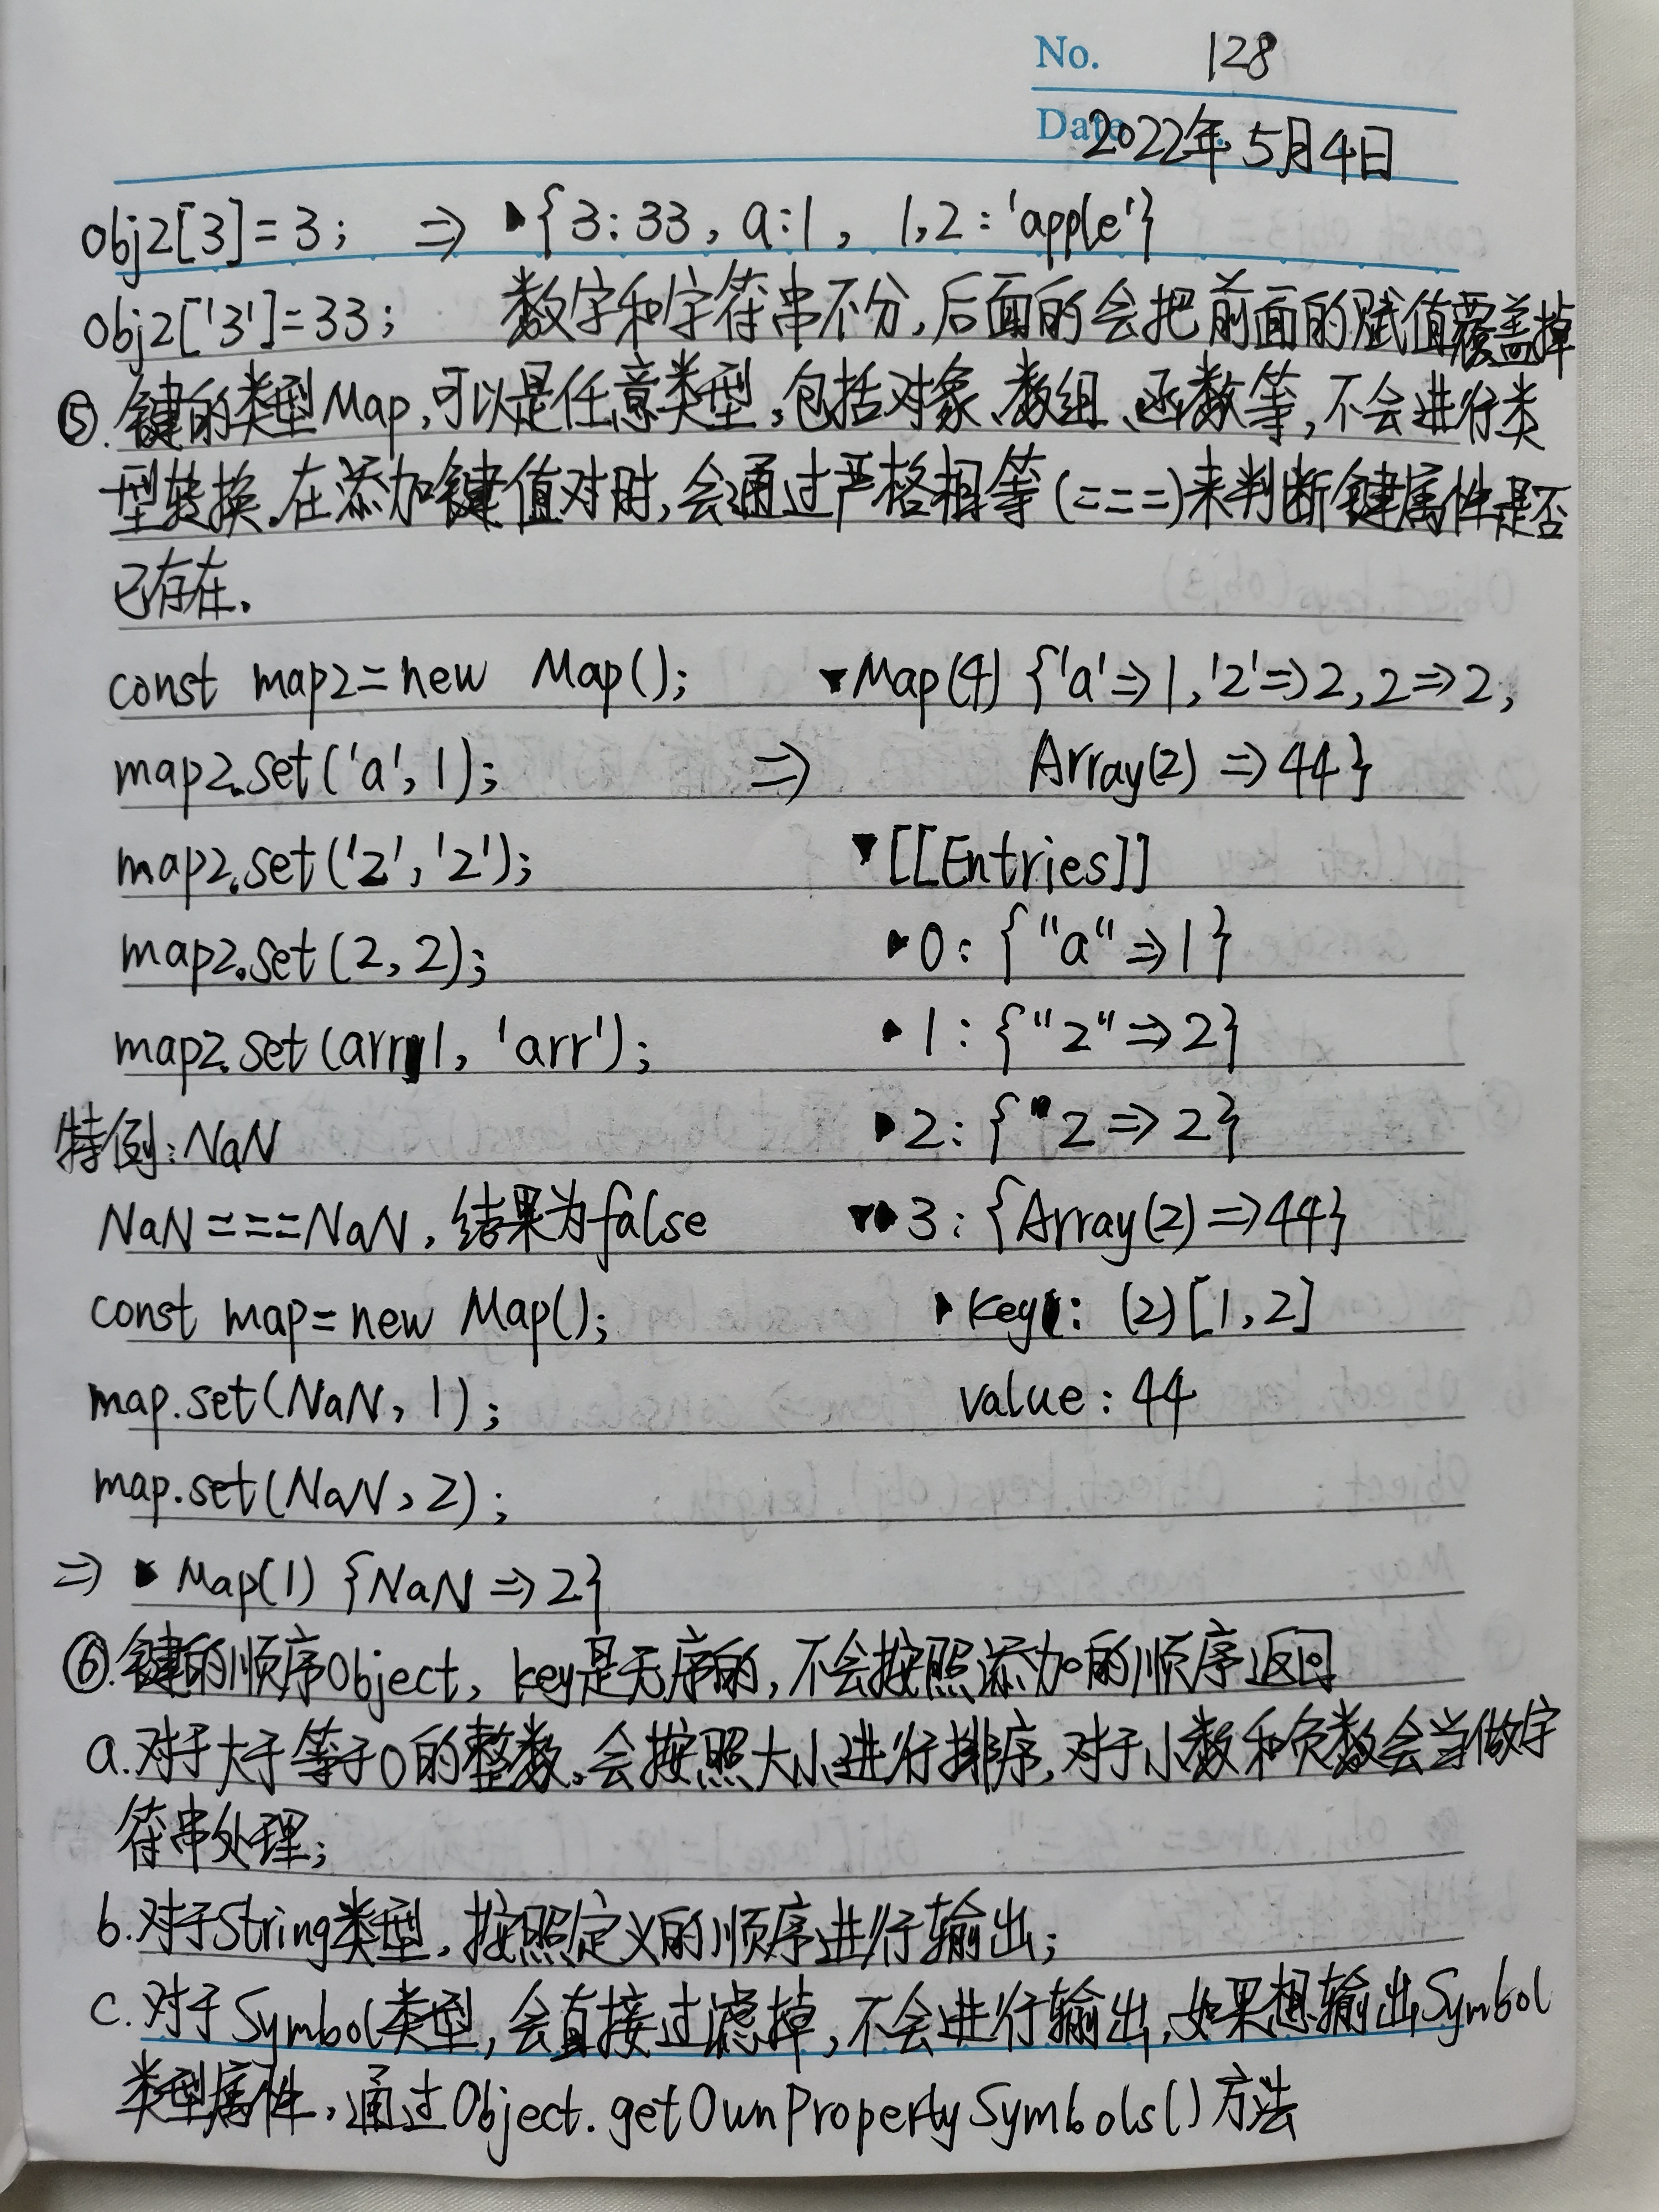 No. 128
Date 2022年5月4日
obj2[3]=3; ⇒ ▶{3:33, a:1, 1,2:'apple'}
obj2['3']=33; 数字和字符串不分,后面的会把前面的赋值覆盖掉
⑤.键的类型Map,可以是任意类型,包括对象、数组、函数等,不会进行类
型转换。在添加键值对时,会通过严格相等(===)来判断键属性是否
已存在。
const map2=new Map(); ▼Map(4) {'a'⇒1,'2'⇒2,2⇒2,
map2.set('a',1); ⇒ Array(2) ⇒44}
map2.set('2','2'); ▼[[Entries]]
map2.set(2,2); ▶0: {"a"⇒1}
map2.set(arr1, 'arr'); ▶1: {"2"⇒2}
特例:NaN ▶2: {2⇒2}
NaN===NaN,结果为false ▼3: {Array(2)⇒44}
const map=new Map(); ▶key: (2)[1,2]
map.set(NaN, 1); value: 44
map.set(NaN, 2);
⇒ ▶ Map(1) {NaN⇒2}
⑥.键的顺序Object, key是无序的,不会按照添加的顺序返回
a.对于大于等于0的整数,会按照大小进行排序,对于小数和负数会当做字
符串处理;
b.对于String类型,按照定义的顺序进行输出;
c.对于Symbol类型,会直接过滤掉,不会进行输出,如果想输出Symbol
类型属性,通过Object.getOwnPropertySymbols()方法